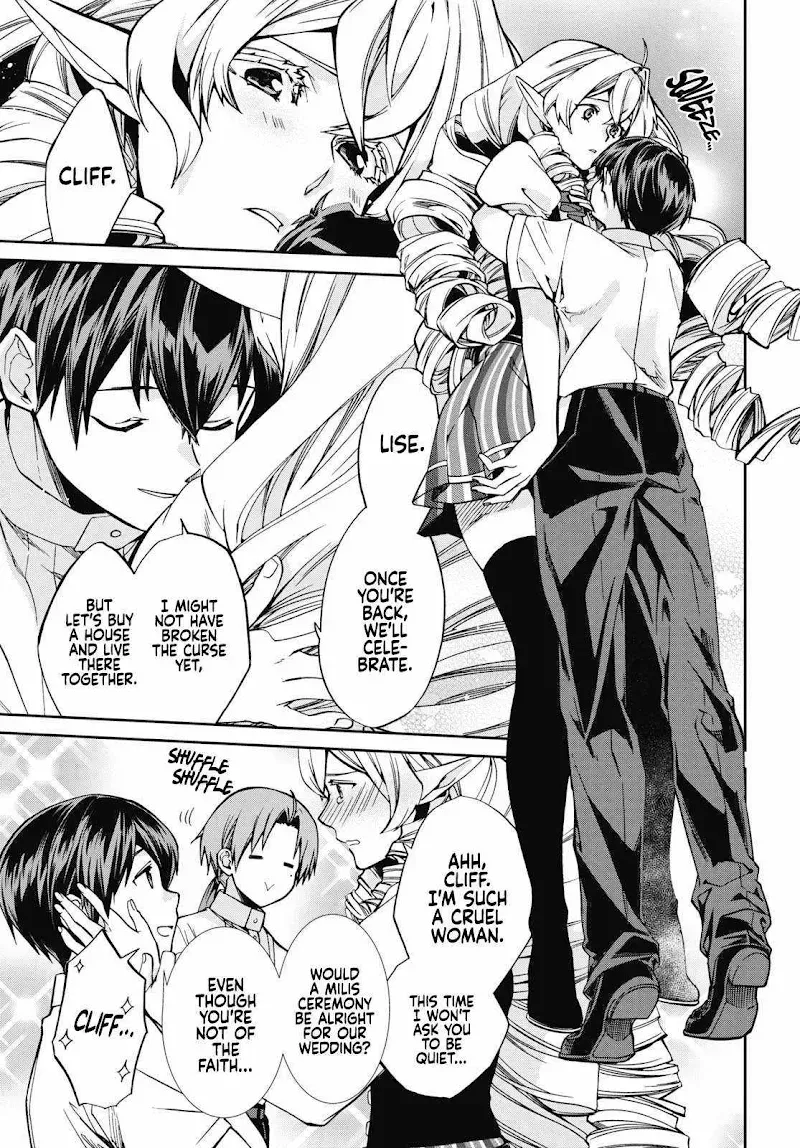 SQUEEZE...
CLIFF.
LISE.
ONCE
YOU'RE
BACK,
WE'LL
CELE-
BRATE.
I MIGHT
NOT HAVE
BROKEN
THE CURSE
YET,
BUT
LET'S BUY
A HOUSE
AND LIVE
THERE
TOGETHER.
AHH,
CLIFF.
I'M SUCH
A CRUEL
WOMAN.
THIS TIME
I WON'T
ASK YOU
TO BE
QUIET...
SHUFFLE
SHUFFLE
WOULD
A MILIS
CEREMONY
BE ALRIGHT
FOR OUR
WEDDING?
EVEN
THOUGH
YOU'RE
NOT OF
THE
FAITH...
CLIFF...